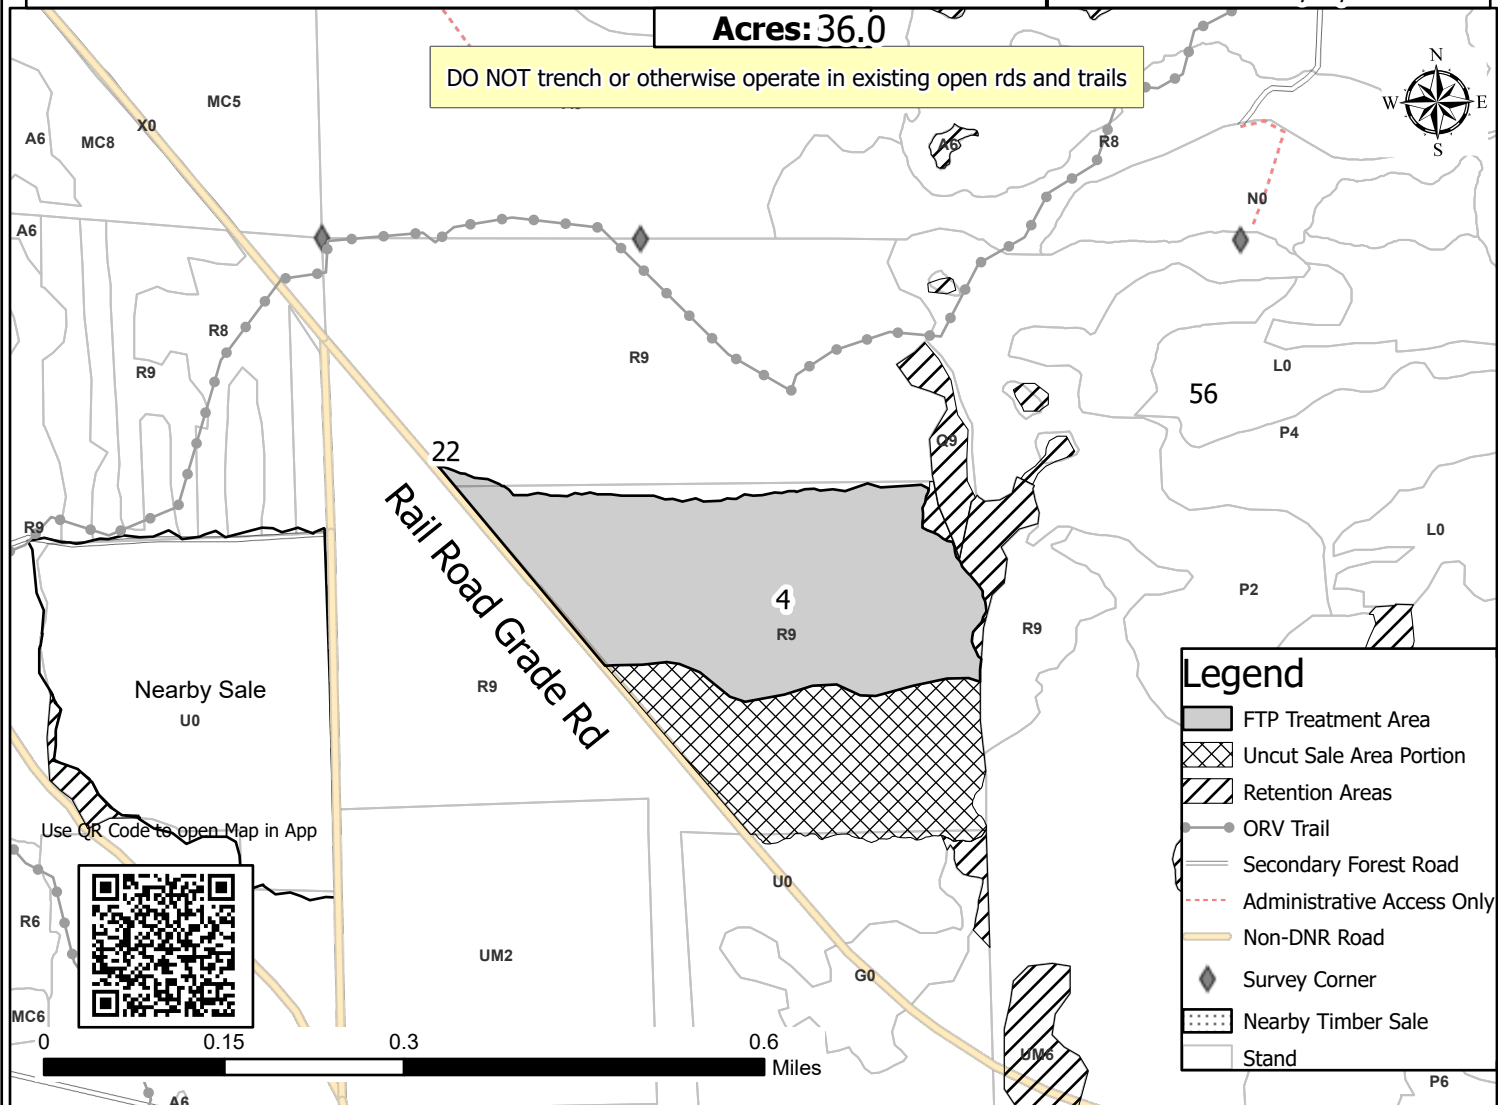 Acres: 36.0
DO NOT trench or otherwise operate in existing open rds and trails
N
W E
S
MC5
X0
A6
MC8
A6
R8
N0
A6
R8
R9
R9
L0
56
P4
Q9
22
R9
L0
Rail Road Grade Rd
4
R9
P2
R9
Nearby Sale
U0
R9
Legend
FTP Treatment Area
Uncut Sale Area Portion
Retention Areas
ORV Trail
Secondary Forest Road
Administrative Access Only
Non-DNR Road
Survey Corner
Nearby Timber Sale
Stand
Use QR Code to open Map in App
U0
R6
UM2
G0
MC6
UM6
0 0.15 0.3 0.6
Miles
P6
A6